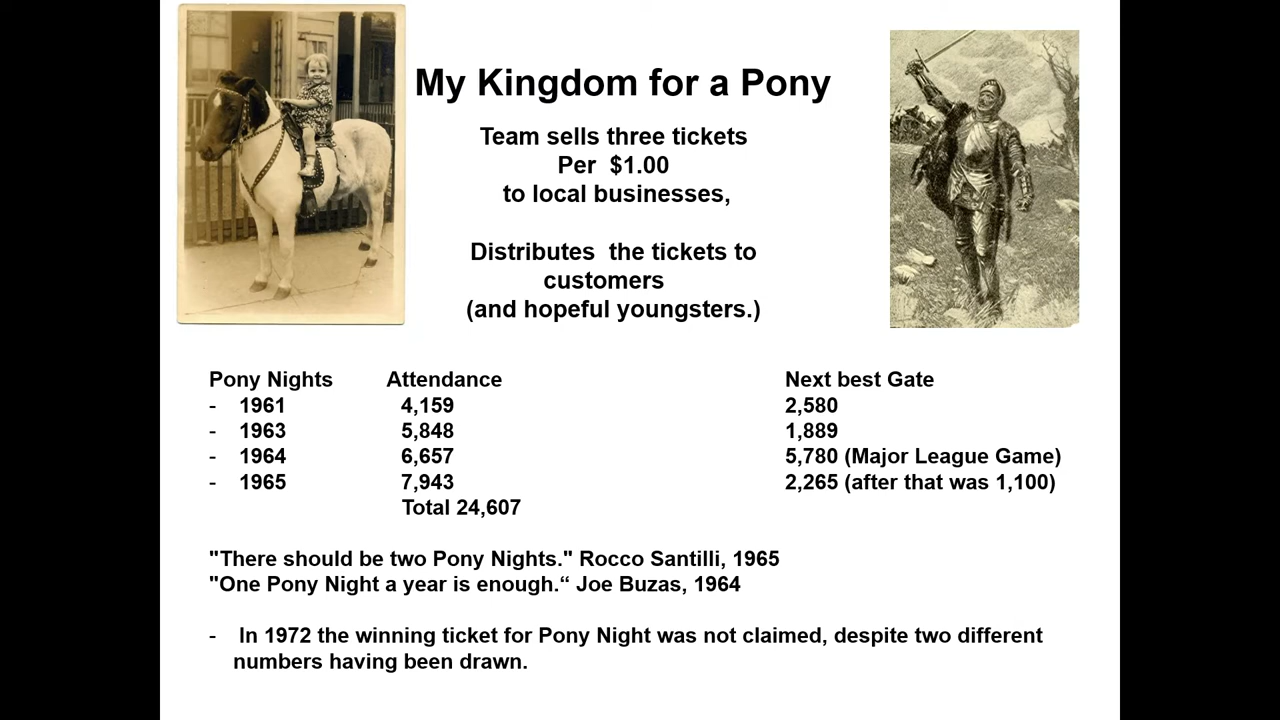 My Kingdom for a Pony
Team sells three tickets
Per $1.00
to local businesses,
Distributes the tickets to
customers
(and hopeful youngsters.)
Pony Nights Attendance Next best Gate
- 1961 4,159 2,580
- 1963 5,848 1,889
- 1964 6,657 5,780 (Major League Game)
- 1965 7,943 2,265 (after that was 1,100)
Total 24,607
"There should be two Pony Nights." Rocco Santilli, 1965
"One Pony Night a year is enough.“ Joe Buzas, 1964
- In 1972 the winning ticket for Pony Night was not claimed, despite two different
numbers having been drawn.